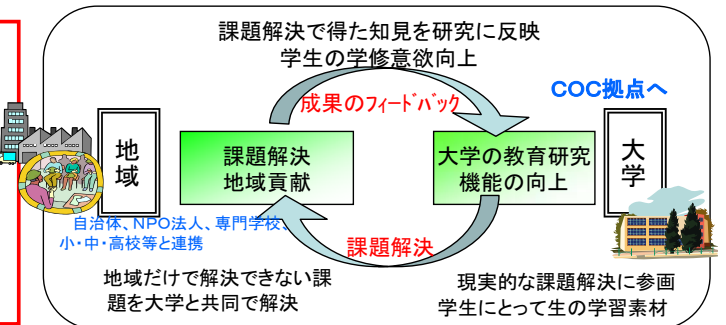 課題解決で得た知見を研究に反映
学生の学修意欲向上
COC拠点へ
成果のフィードバック
地域
課題解決
地域貢献
大学の教育研究
機能の向上
大学
自治体、NPO法人、専門学校、
小・中・高校等と連携
課題解決
地域だけで解決できない課
題を大学と共同で解決
現実的な課題解決に参画
学生にとって生の学習素材